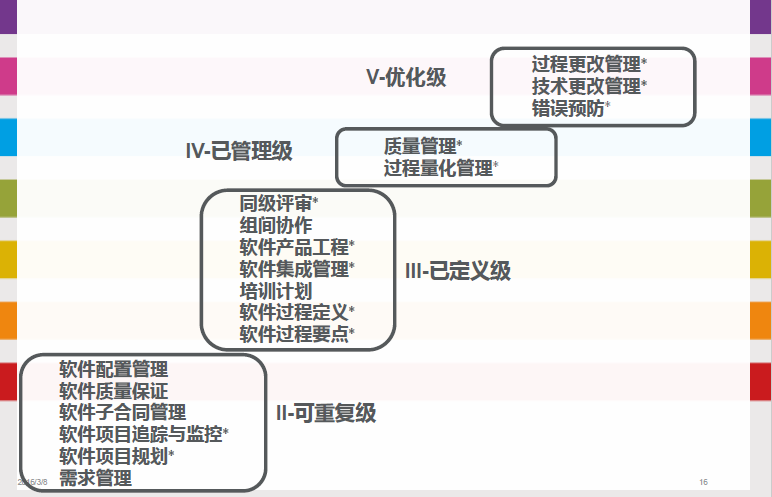 V-优化级
过程更改管理*
技术更改管理*
错误预防*
IV-已管理级
质量管理*
过程量化管理*
同级评审*
组间协作
软件产品工程*
软件集成管理*
培训计划
软件过程定义*
软件过程要点*
III-已定义级
软件配置管理
软件质量保证
软件子合同管理
软件项目追踪与监控*
软件项目规划*
需求管理
II-可重复级
2016/3/8
16